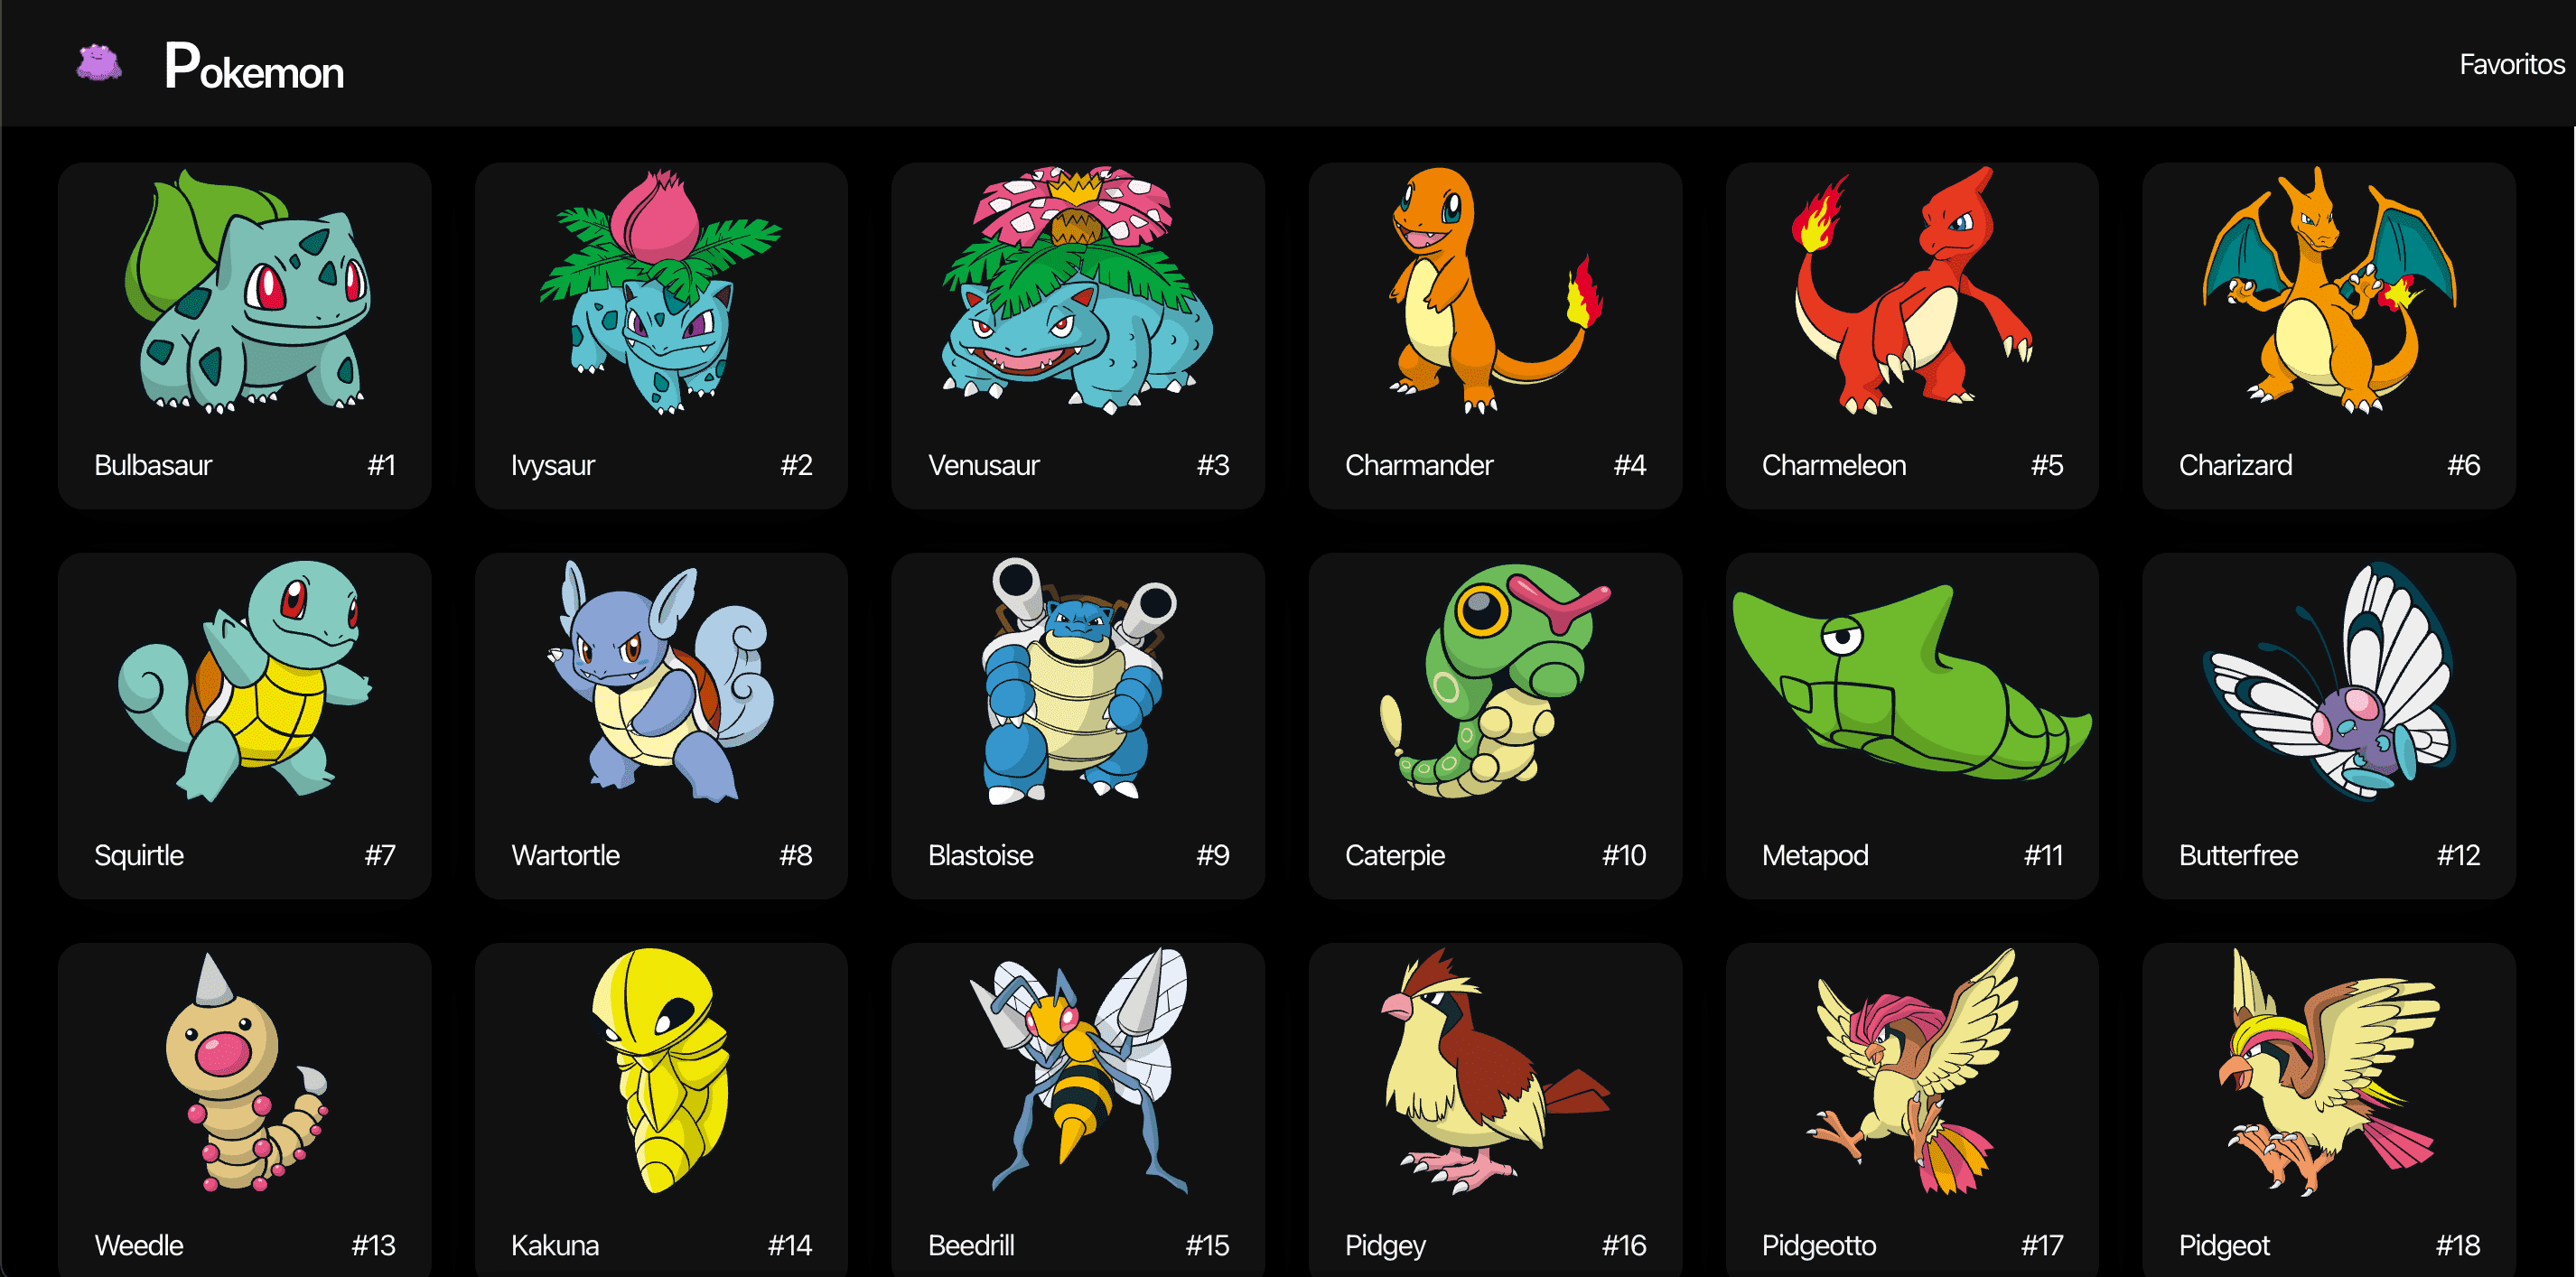 Pokemon
Favoritos
Bulbasaur #1
Ivysaur #2
Venusaur #3
Charmander #4
Charmeleon #5
Charizard #6
Squirtle #7
Wartortle #8
Blastoise #9
Caterpie #10
Metapod #11
Butterfree #12
Weedle #13
Kakuna #14
Beedrill #15
Pidgey #16
Pidgeotto #17
Pidgeot #18